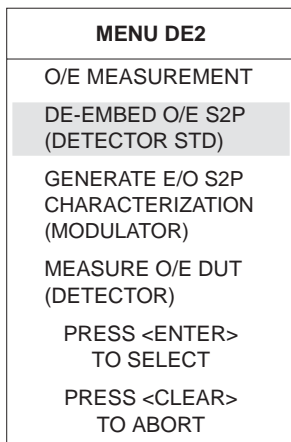 MENU DE2
O/E MEASUREMENT
DE-EMBED O/E S2P
(DETECTOR STD)
GENERATE E/O S2P
CHARACTERIZATION
(MODULATOR)
MEASURE O/E DUT
(DETECTOR)
PRESS <ENTER>
TO SELECT
PRESS <CLEAR>
TO ABORT